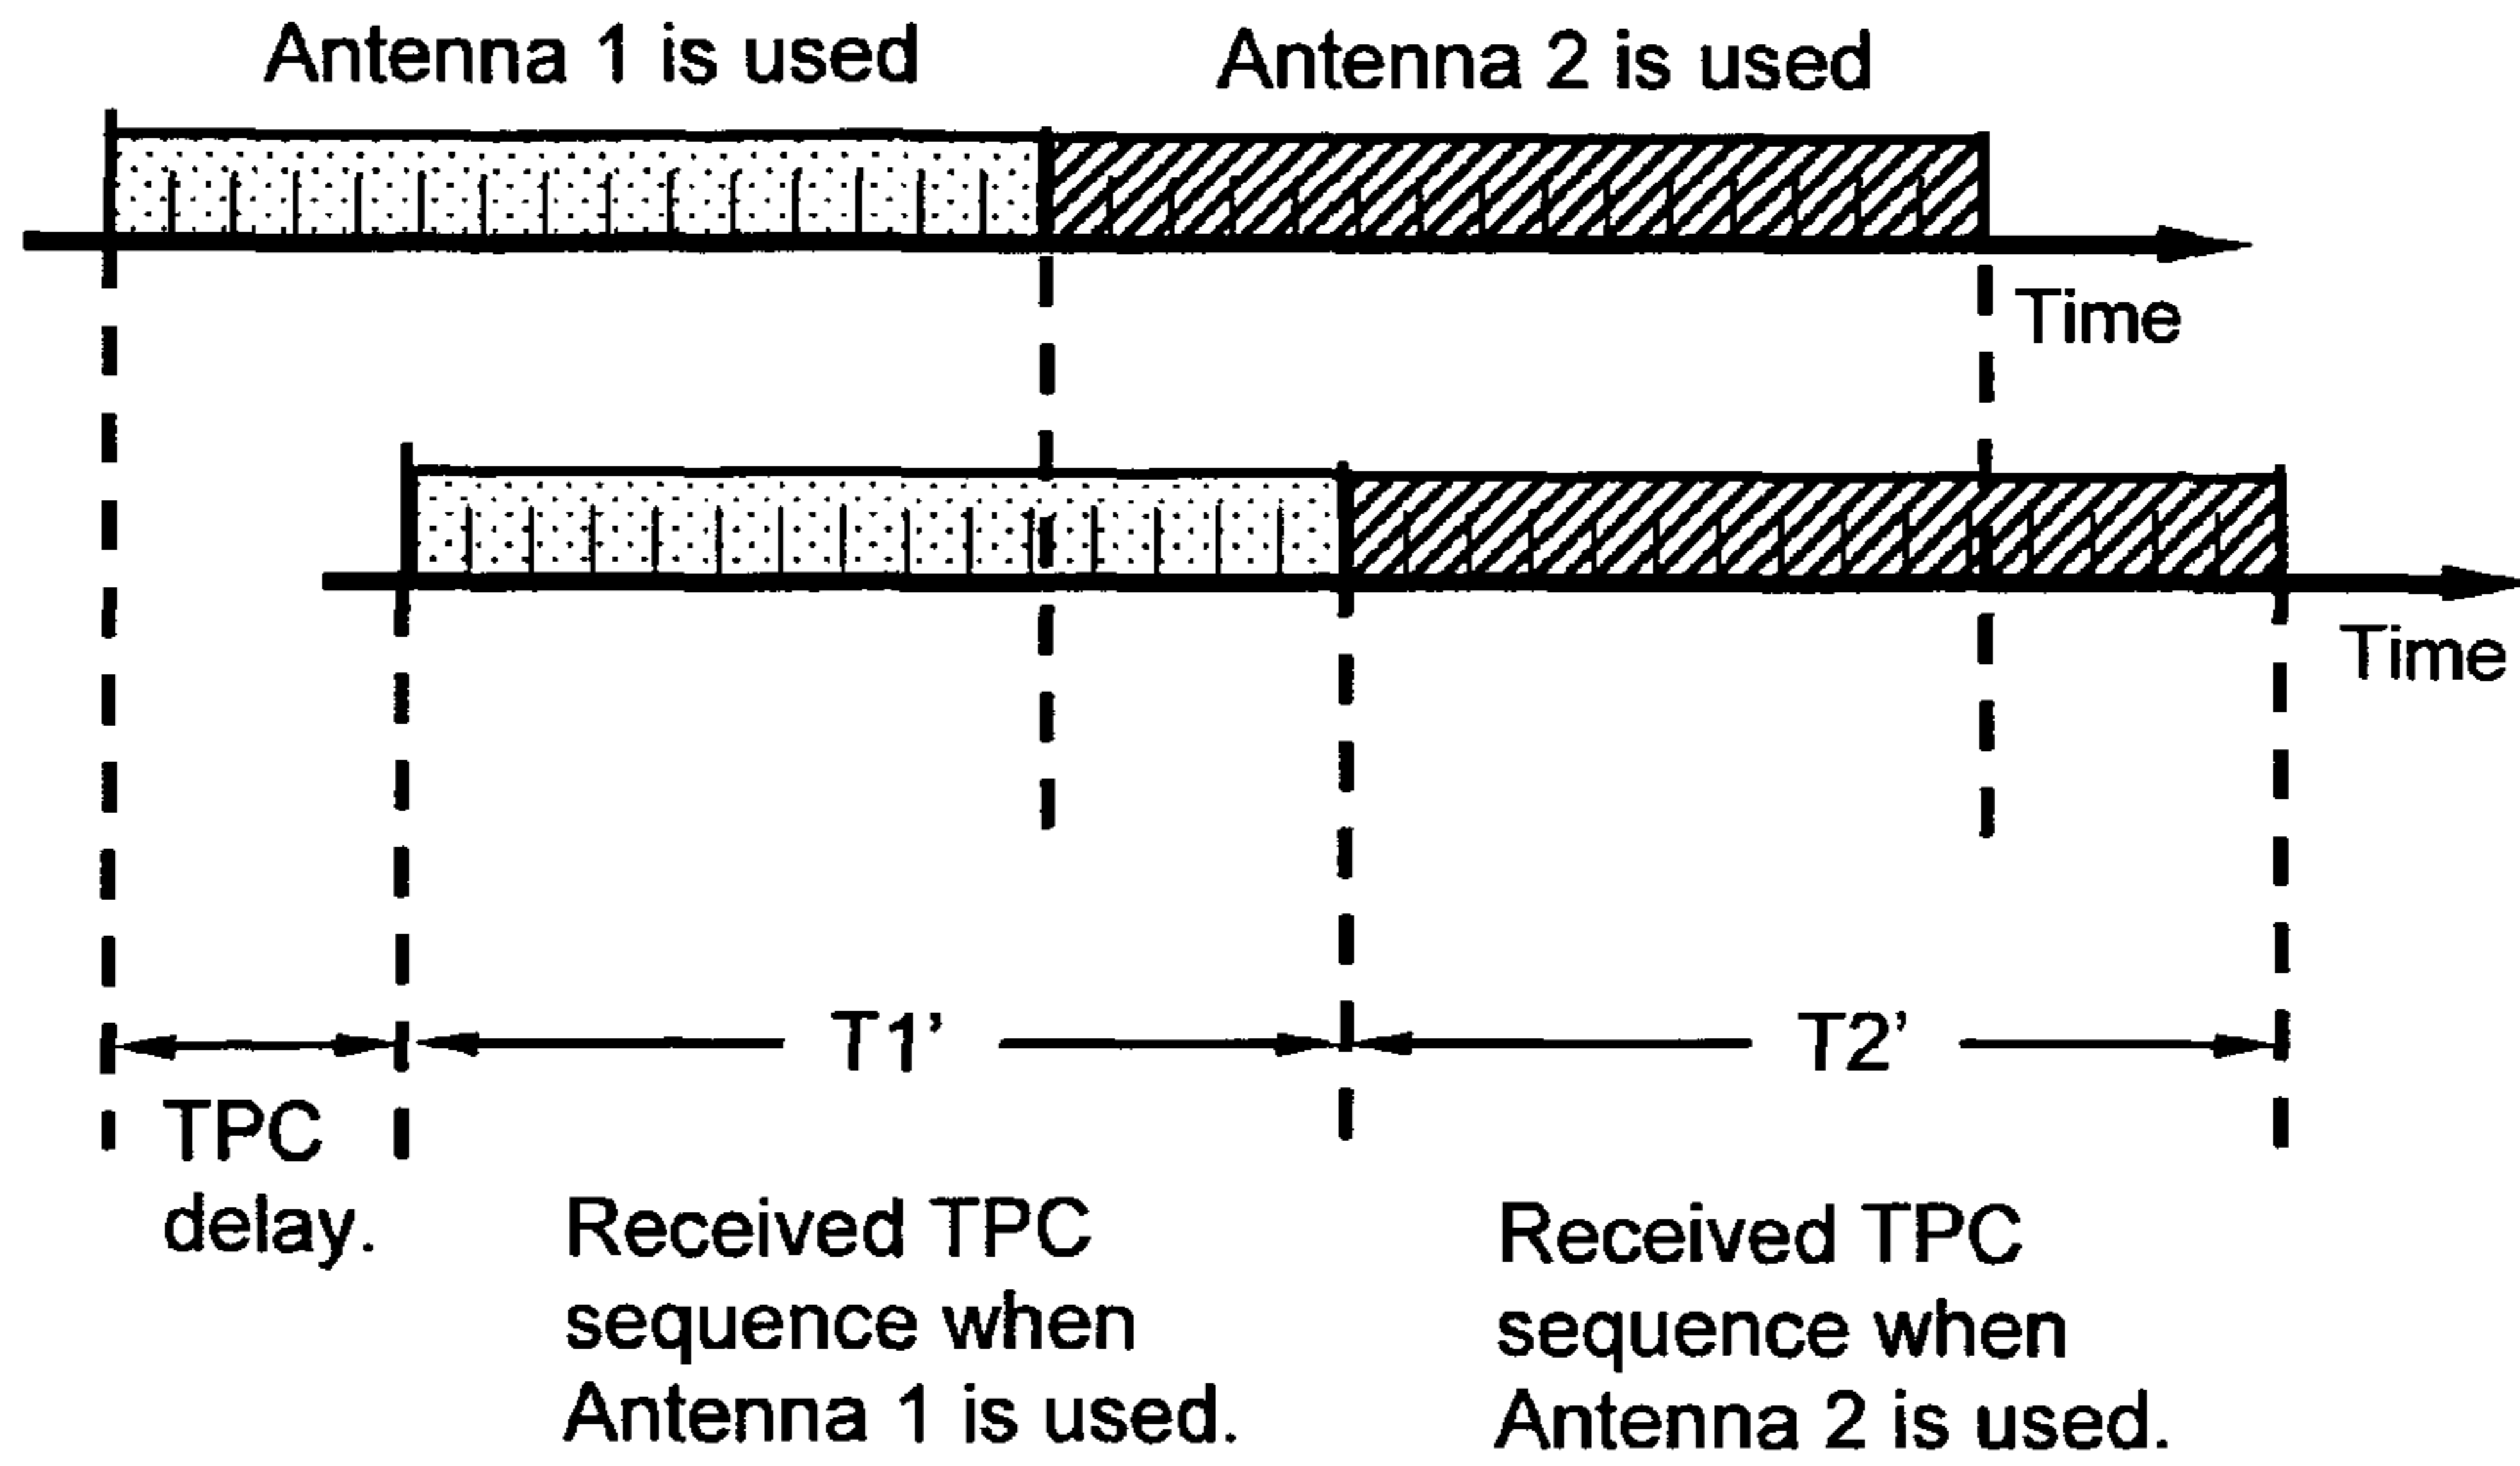 Antenna 1 is used
Antenna 2 is used
Time
Time
T1’
T2’
TPC
delay.
Received TPC
sequence when
Antenna 1 is used.
Received TPC
sequence when
Antenna 2 is used.